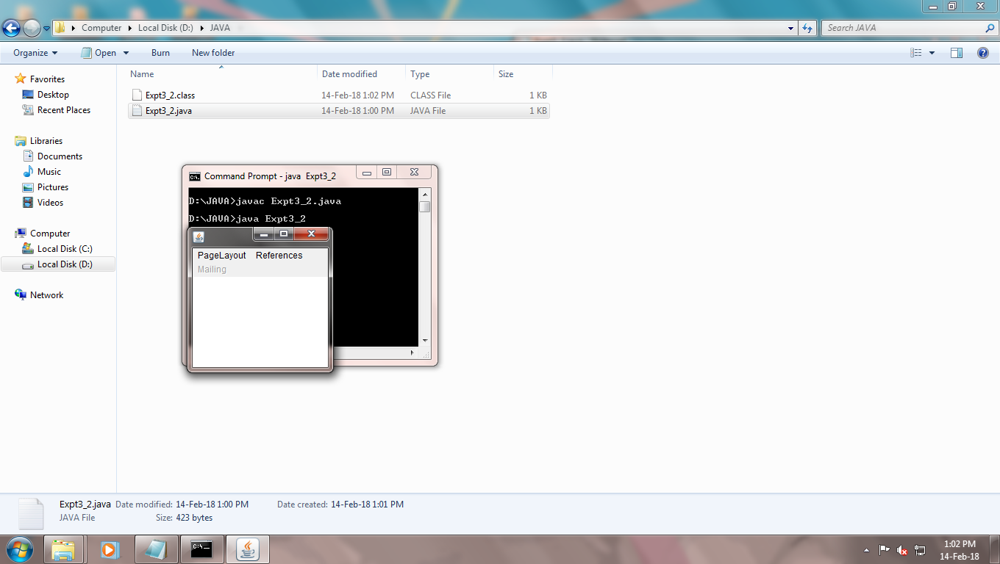 Computer Local Disk (D:) JAVA Search JAVA
Organize Open Burn New folder
Name Date modified Type Size
Favorites
Desktop
Recent Places
Libraries
Documents
Music
Pictures
Videos
Computer
Local Disk (C:)
Local Disk (D:)
Network
Expt3_2.class 14-Feb-18 1:02 PM CLASS File 1 KB
Expt3_2.java 14-Feb-18 1:00 PM JAVA File 1 KB
C:\. Command Prompt - java Expt3_2
D:\JAVA>javac Expt3_2.java
D:\JAVA>java Expt3_2
PageLayout References
Mailing
Expt3_2.java Date modified: 14-Feb-18 1:00 PM Date created: 14-Feb-18 1:01 PM
JAVA File Size: 423 bytes
C:\_
1:02 PM
14-Feb-18